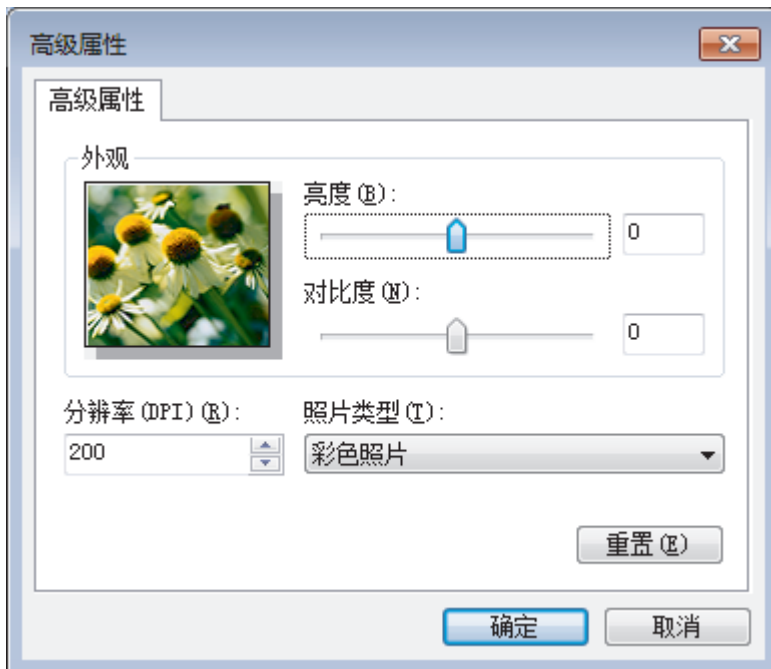 高级属性
高级属性
外观
亮度(B):
0
对比度(N):
0
分辨率(DPI)(R):
照片类型(T):
200
彩色照片
重置(E)
确定
取消